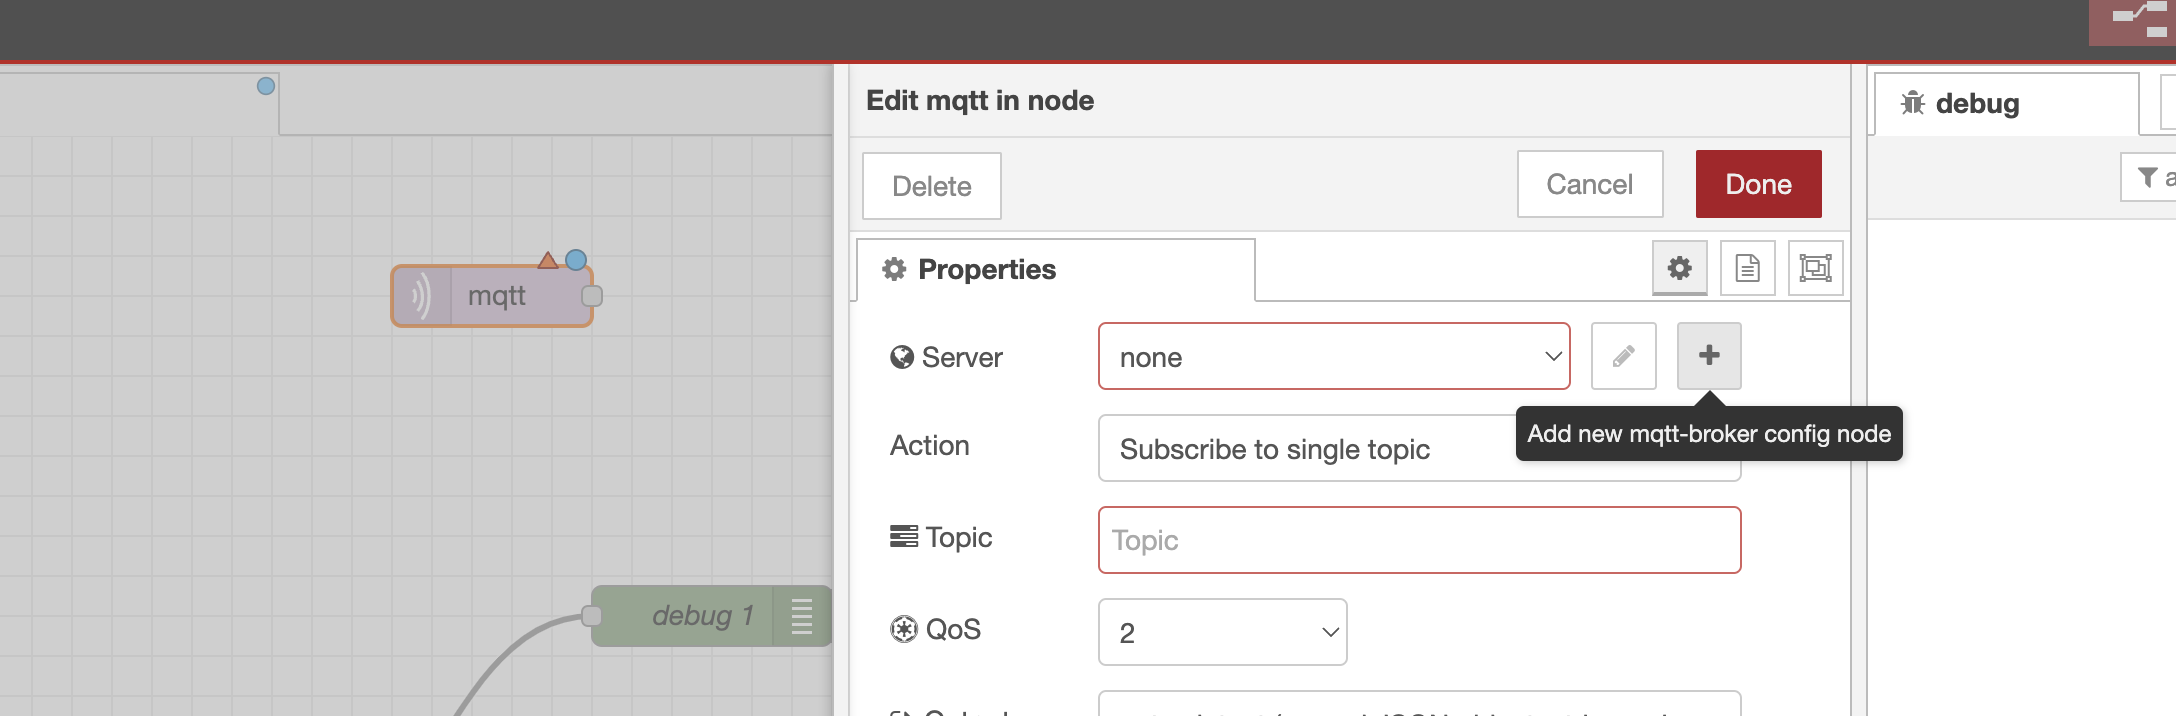 Edit mqtt in node
debug
Delete
Cancel
Done
Properties
mqtt
Server
none
Add new mqtt-broker config node
Action
Subscribe to single topic
Topic
Topic
QoS
2
debug 1